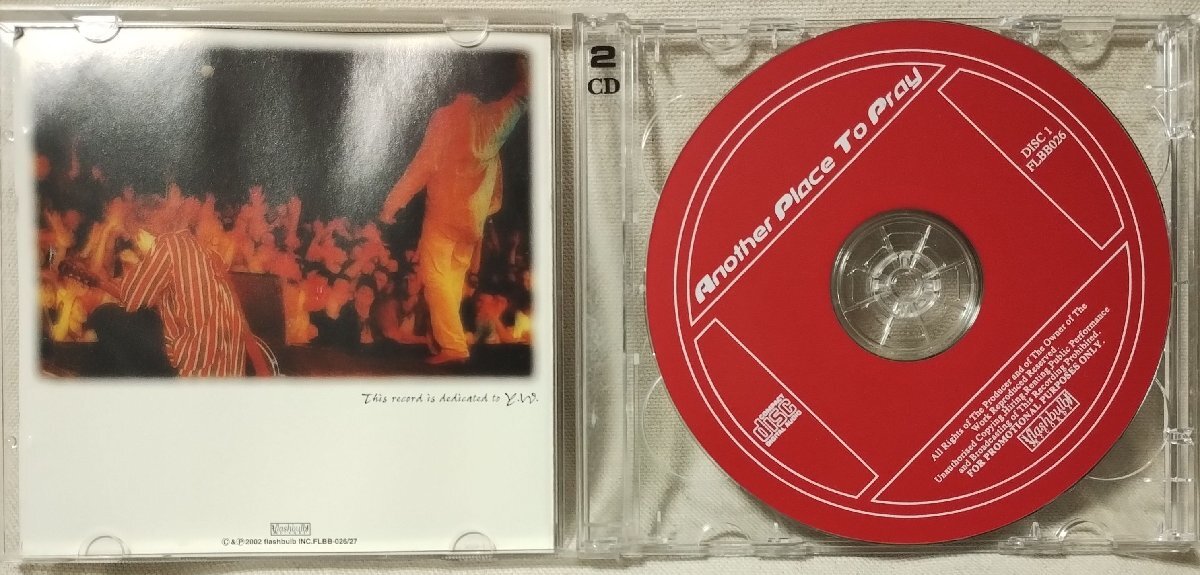 This record is dedicated to Y.W.
flashbulb
© & ℗ 2002 flashbulb INC.FLBB-026/27
2
CD
Another Place To Pray
DISC 1
FLBB026
COMPACT
disc
DIGITAL AUDIO
All Rights of The Producer and of The Owner of The
Work Reproduced Reserved.
Unauthorised Copying Hiring Renting Public Performance
and Broadcasting of This Recording Prohibited.
FOR PROMOTIONAL PURPOSES ONLY.
flashbulb